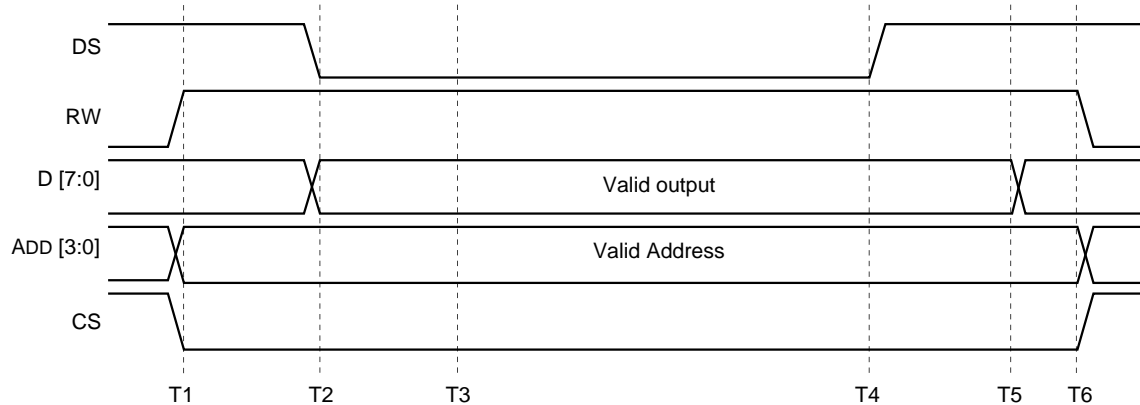 DS
RW
D [7:0]
Valid output
ADD [3:0]
Valid Address
CS
T1 T2 T3 T4 T5 T6